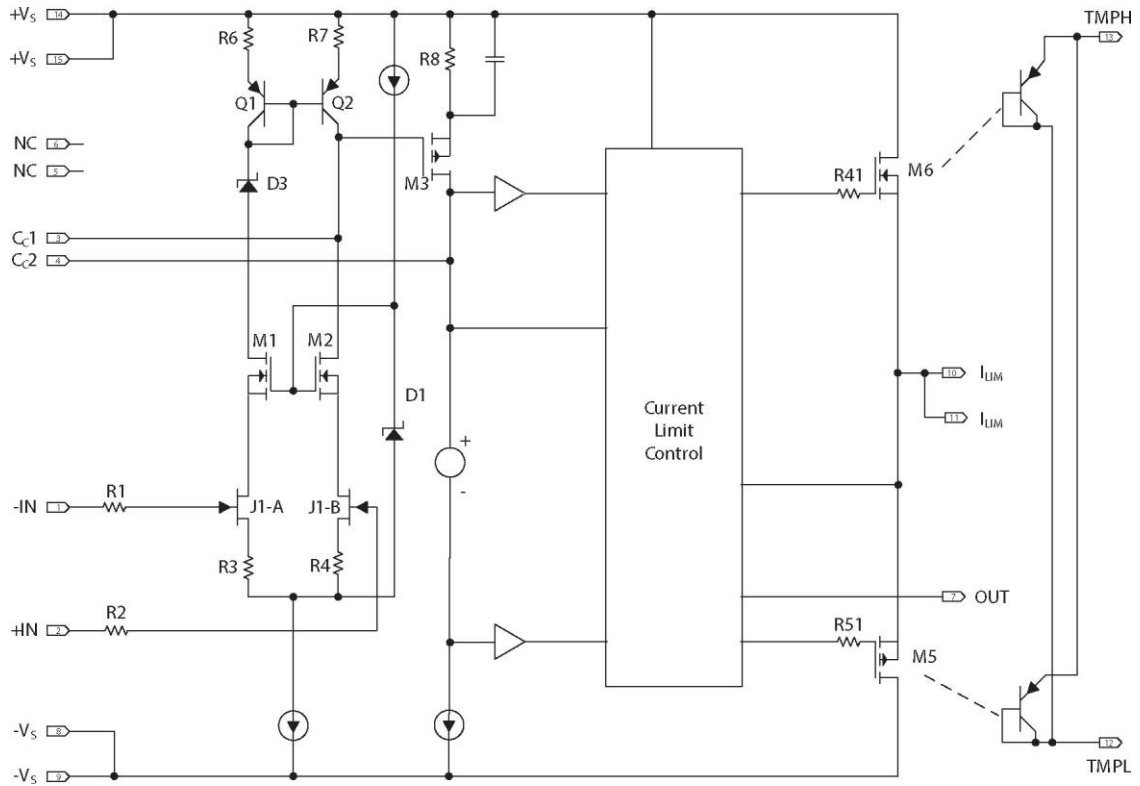 +VS 14
R6
R7
R8
TMPH
13
+VS 15
Q1
Q2
NC 6
NC 5
D3
M3
R41
M6
CC1 3
CC2 4
M1
M2
D1
Current
Limit
Control
10 ILIM
11 ILIM
+
-
-IN 1
R1
J1-A
J1-B
R3
R4
+IN 2
R2
7 OUT
R51
M5
-VS 8
-VS 9
12
TMPL